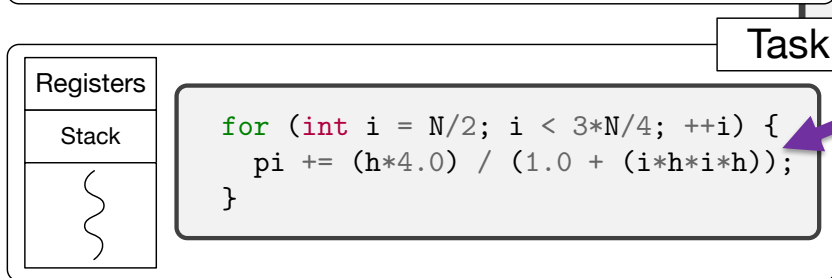 Task
Registers
Stack
for (int i = N/2; i < 3*N/4; ++i) {
pi += (h*4.0) / (1.0 + (i*h*i*h));
}